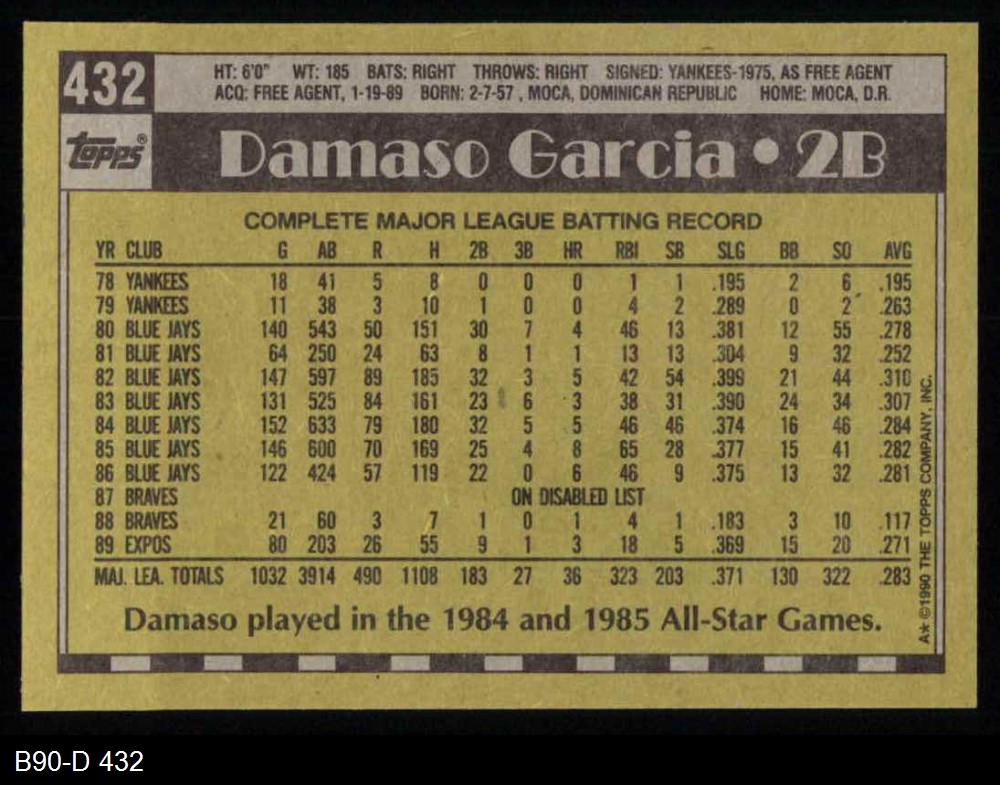 432
HT: 6'0" WT: 185 BATS: RIGHT THROWS: RIGHT SIGNED: YANKEES-1975, AS FREE AGENT
ACQ: FREE AGENT, 1-19-89 BORN: 2-7-57, MOCA, DOMINICAN REPUBLIC HOME: MOCA, D.R.
topps®
Damaso Garcia • 2B
COMPLETE MAJOR LEAGUE BATTING RECORD
YR CLUB G AB R H 2B 3B HR RBI SB SLG BB SO AVG
78 YANKEES 18 41 5 8 0 0 0 1 1 .195 2 6 .195
79 YANKEES 11 38 3 10 1 0 0 4 2 .289 0 2 .263
80 BLUE JAYS 140 543 50 151 30 7 4 46 13 .381 12 55 .278
81 BLUE JAYS 64 250 24 63 8 1 1 13 13 .304 9 32 .252
82 BLUE JAYS 147 597 89 185 32 3 5 42 54 .399 21 44 .310
83 BLUE JAYS 131 525 84 161 23 6 3 38 31 .390 24 34 .307
84 BLUE JAYS 152 633 79 180 32 5 5 46 46 .374 16 46 .284
85 BLUE JAYS 146 600 70 169 25 4 8 65 28 .377 15 41 .282
86 BLUE JAYS 122 424 57 119 22 0 6 46 9 .375 13 32 .281
87 BRAVES ON DISABLED LIST
88 BRAVES 21 60 3 7 1 0 1 4 1 .183 3 10 .117
89 EXPOS 80 203 26 55 9 1 3 18 5 .369 15 20 .271
MAJ. LEA. TOTALS 1032 3914 490 1108 183 27 36 323 203 .371 130 322 .283
Damaso played in the 1984 and 1985 All-Star Games.
A* ©1990 THE TOPPS COMPANY, INC.
B90-D 432